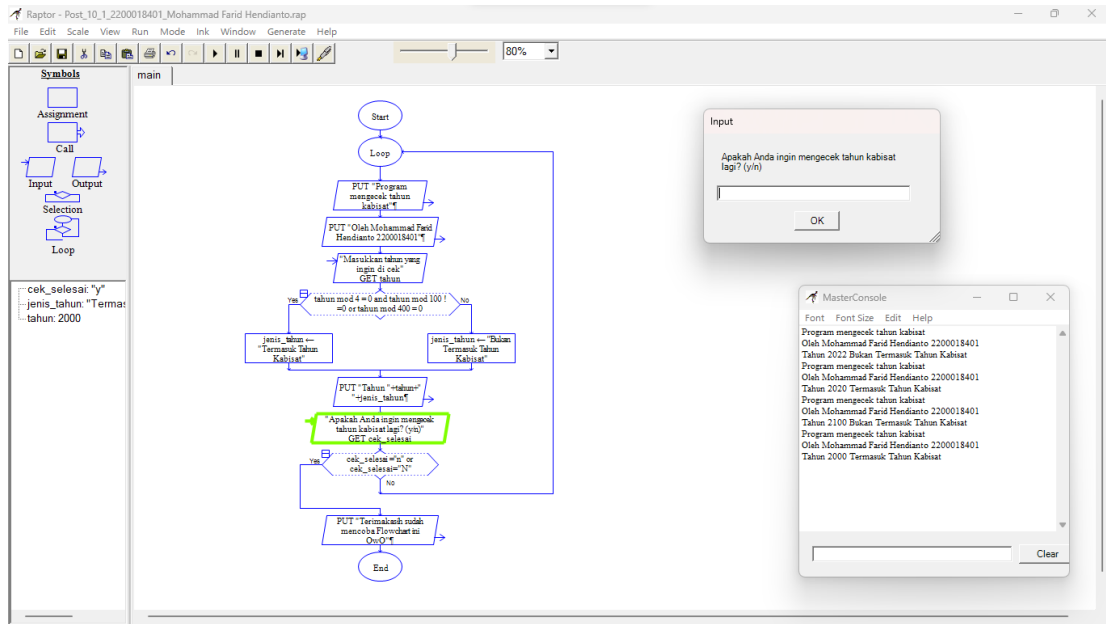 Raptor - Post_10_1_2200018401_Mohammad Farid Hendianto.rap
File Edit Scale View Run Mode Ink Window Generate Help
80%
Symbols
Assignment
Call
Input Output
Selection
Loop
cek_selesai: "y"
jenis_tahun: "Termas
tahun: 2000
main
Start
Loop
PUT "Program
mengecek tahun
kabisat"¶
PUT "Oleh Mohammad Farid
Hendianto 2200018401"¶
"Masukkan tahun yang
ingin di cek"
GET tahun
Yes
tahun mod 4 = 0 and tahun mod 100 !
=0 or tahun mod 400 = 0
No
jenis_tahun ←
"Termasuk Tahun
Kabisat"
jenis_tahun ← "Bukan
Termasuk Tahun
Kabisat"
PUT "Tahun "+tahun+"
"+jenis_tahun¶
"Apakah Anda ingin mengecek
tahun kabisat lagi? (y/n)"
GET cek_selesai
Yes
cek_selesai="n" or
cek_selesai="N"
No
PUT "Terimakasih sudah
mencoba Flowchart ini
OwO"¶
End
Input
Apakah Anda ingin mengecek tahun kabisat
lagi? (y/n)
OK
MasterConsole
Font Font Size Edit Help
Program mengecek tahun kabisat
Oleh Mohammad Farid Hendianto 2200018401
Tahun 2022 Bukan Termasuk Tahun Kabisat
Program mengecek tahun kabisat
Oleh Mohammad Farid Hendianto 2200018401
Tahun 2020 Termasuk Tahun Kabisat
Program mengecek tahun kabisat
Oleh Mohammad Farid Hendianto 2200018401
Tahun 2100 Bukan Termasuk Tahun Kabisat
Program mengecek tahun kabisat
Oleh Mohammad Farid Hendianto 2200018401
Tahun 2000 Termasuk Tahun Kabisat
Clear